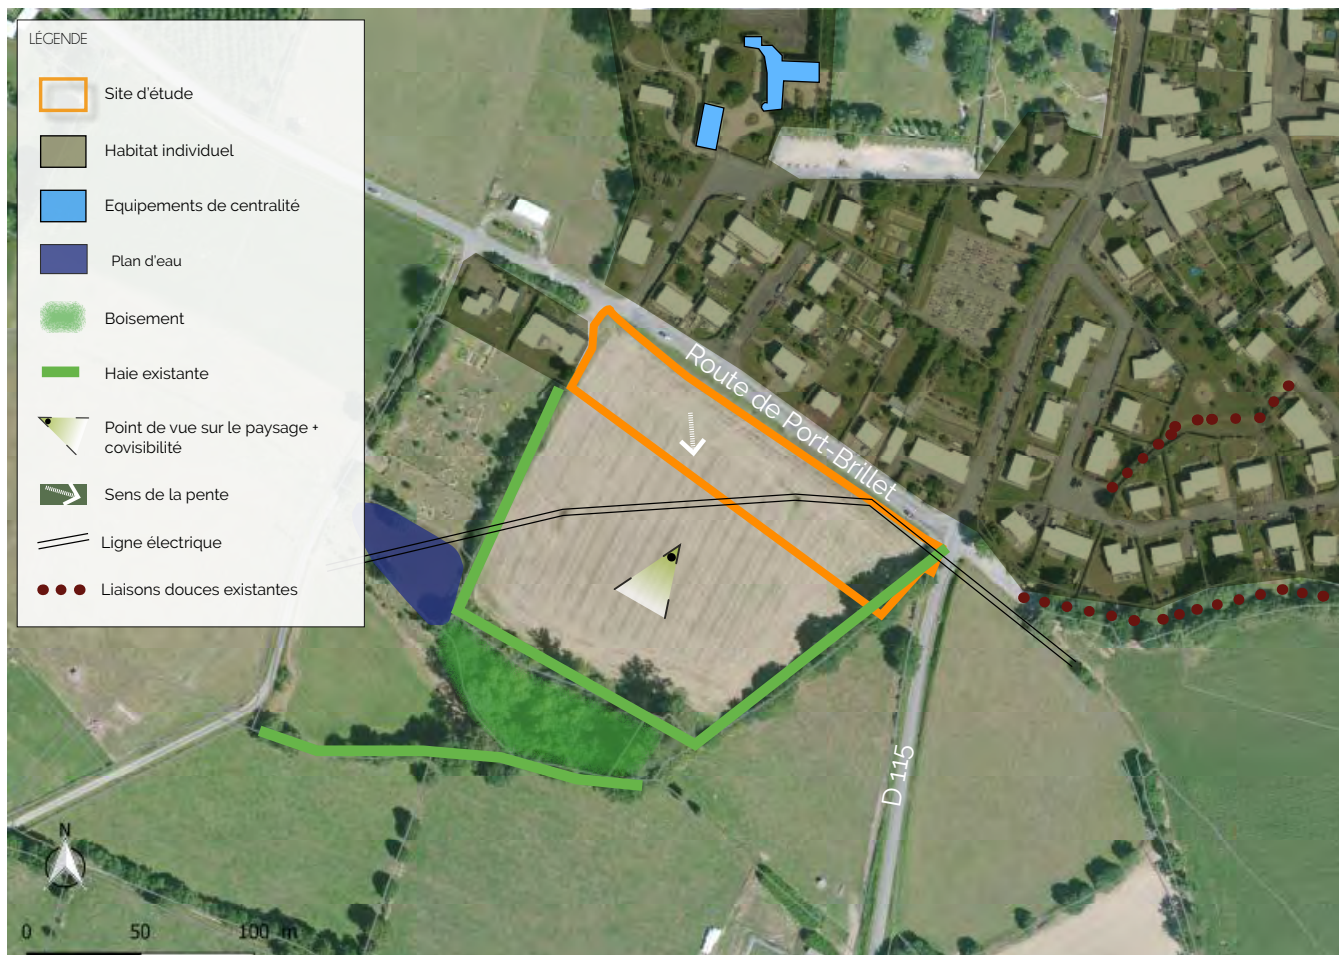 LÉGENDE
Site d'étude
Habitat individuel
Equipements de centralité
Plan d'eau
Boisement
Haie existante
Point de vue sur le paysage +
covisibilité
Sens de la pente
Ligne électrique
Liaisons douces existantes
Route de Port-Brillet
D 115
N
0 50 100 m